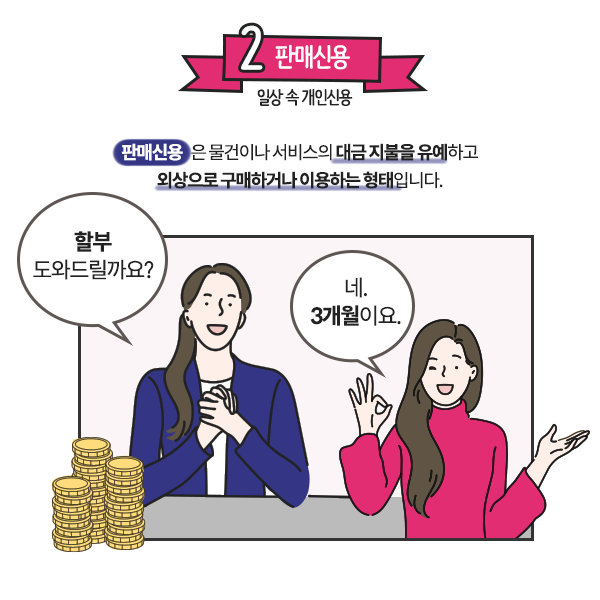 2 판매신용
일상 속 개인신용
판매신용은 물건이나 서비스의 대금 지불을 유예하고
외상으로 구매하거나 이용하는 형태입니다.
할부
도와드릴까요?
네.
3개월이요.